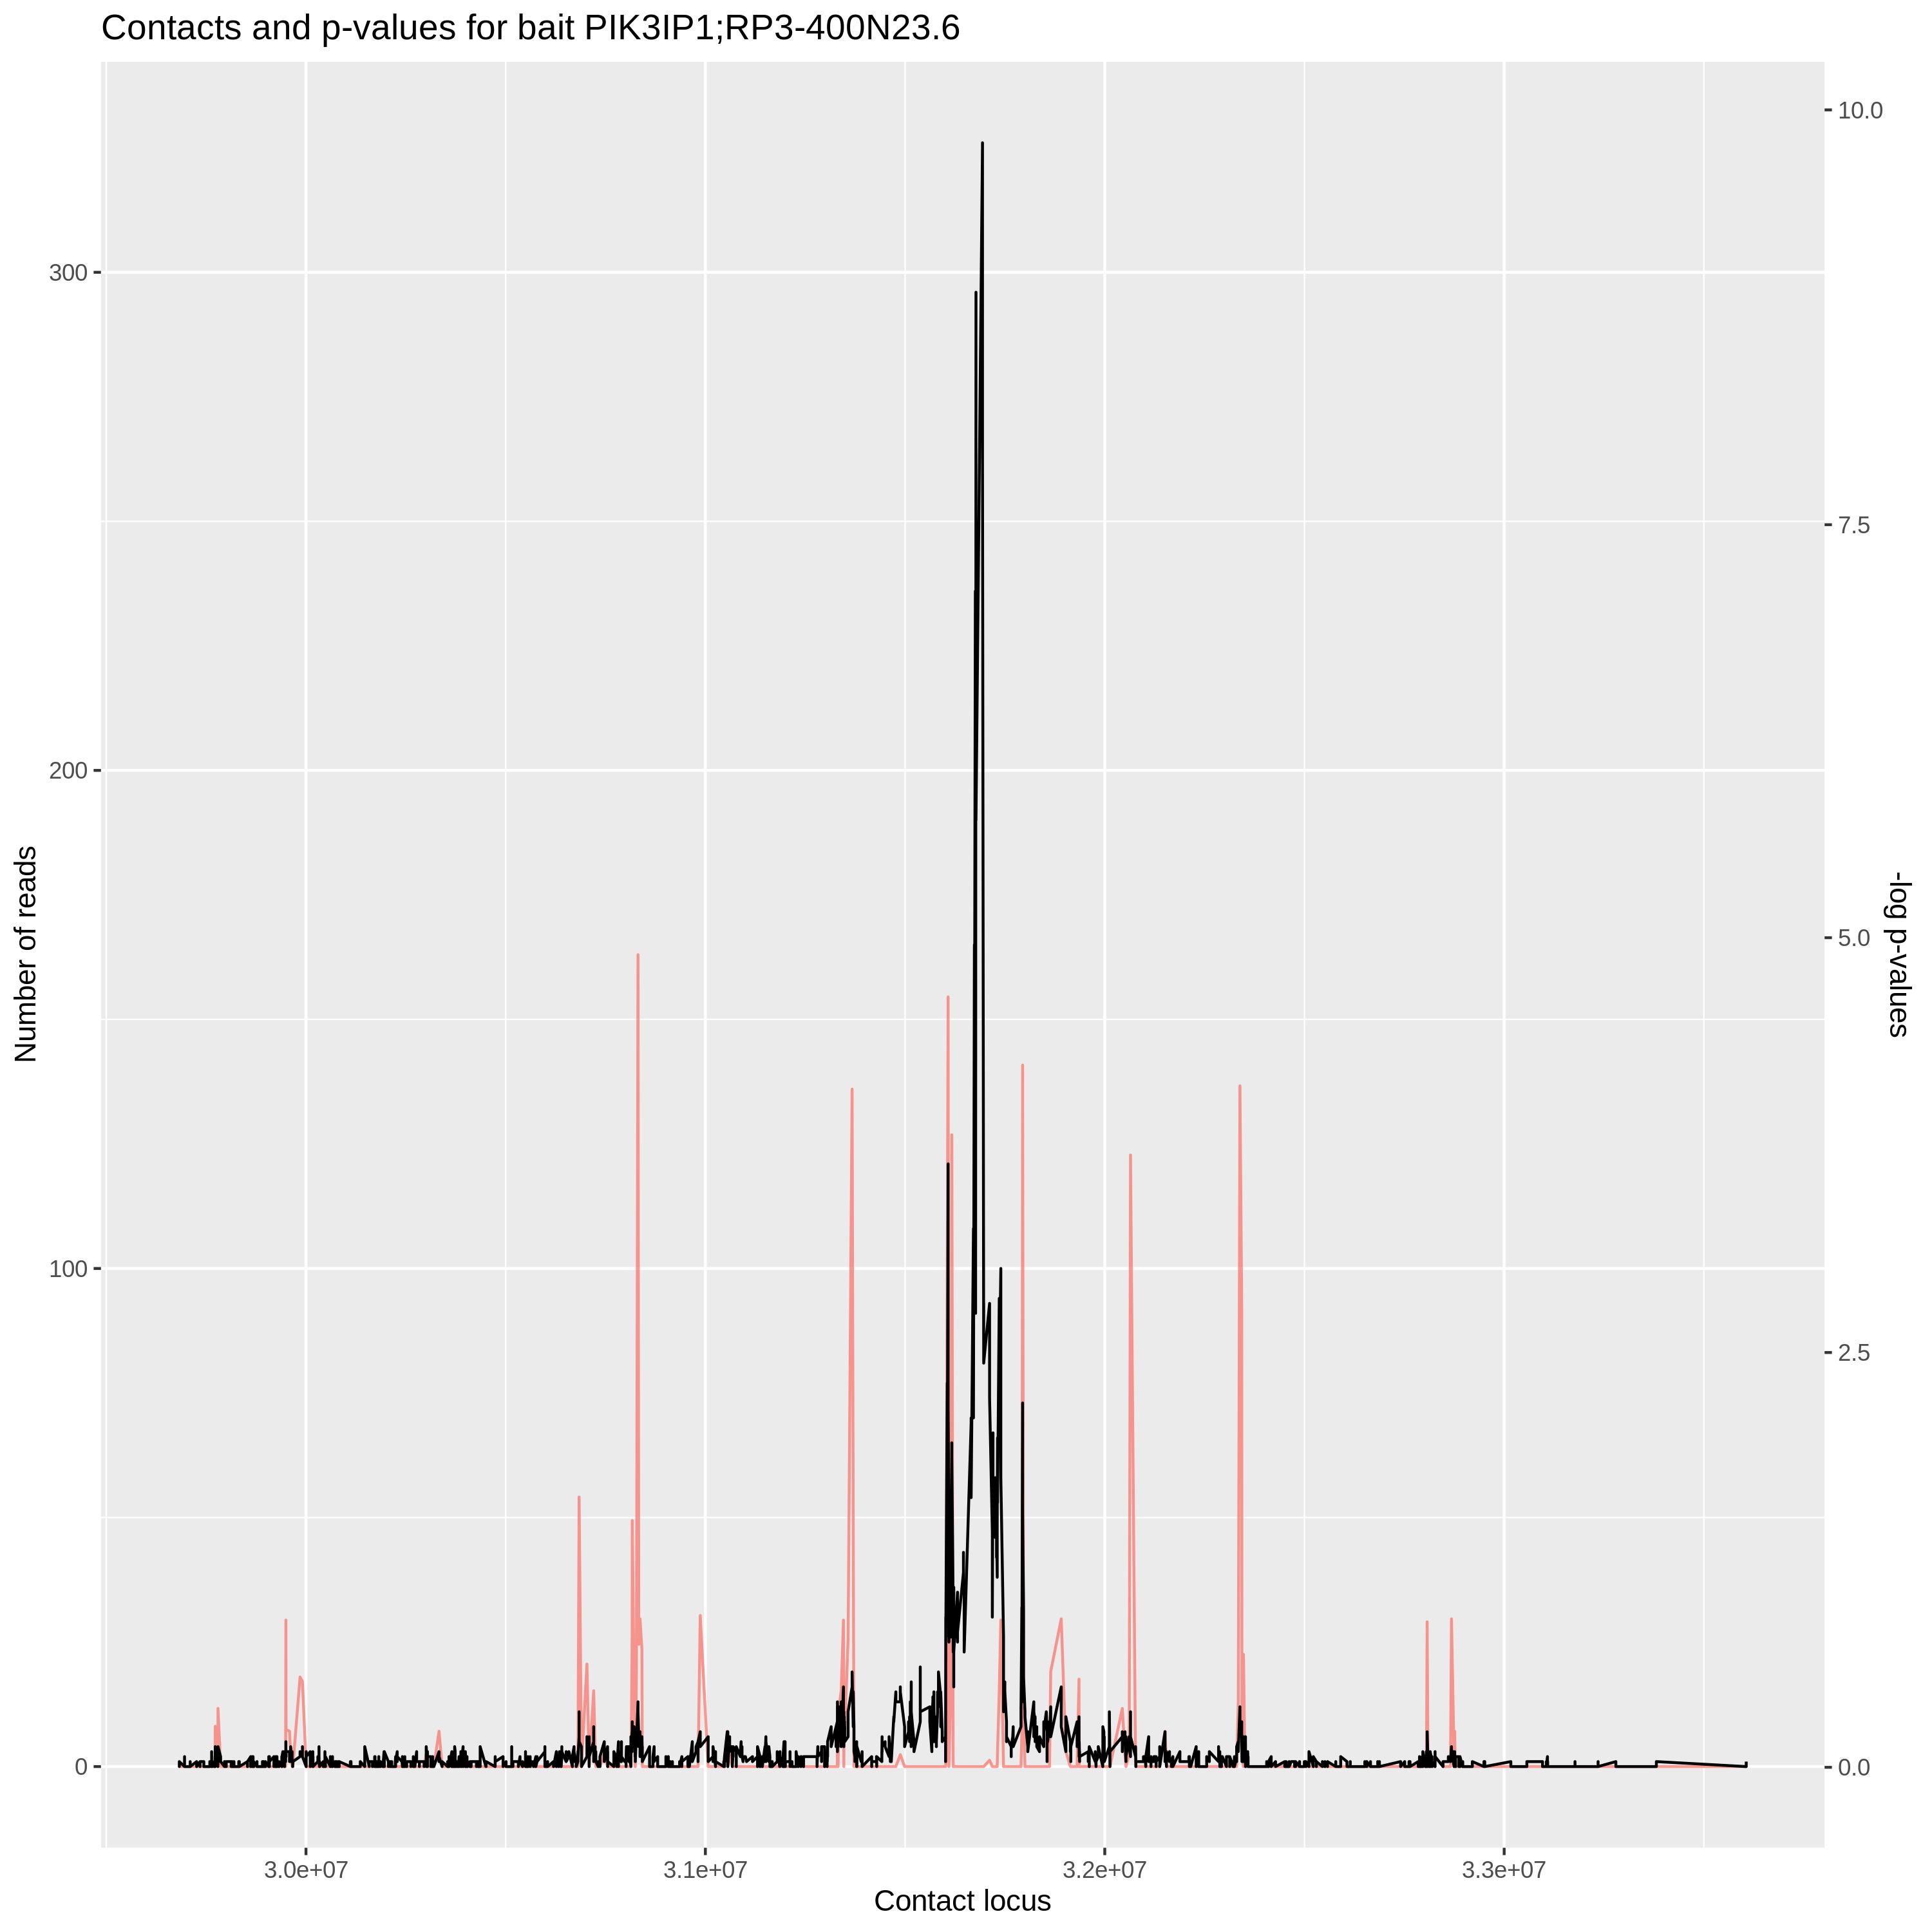 Contacts and p-values for bait PIK3IP1;RP3-400N23.6
10.0
300
7.5
200
Number of reads
-log p-values
5.0
100
2.5
0
0.0
3.0e+07 3.1e+07 3.2e+07 3.3e+07
Contact locus